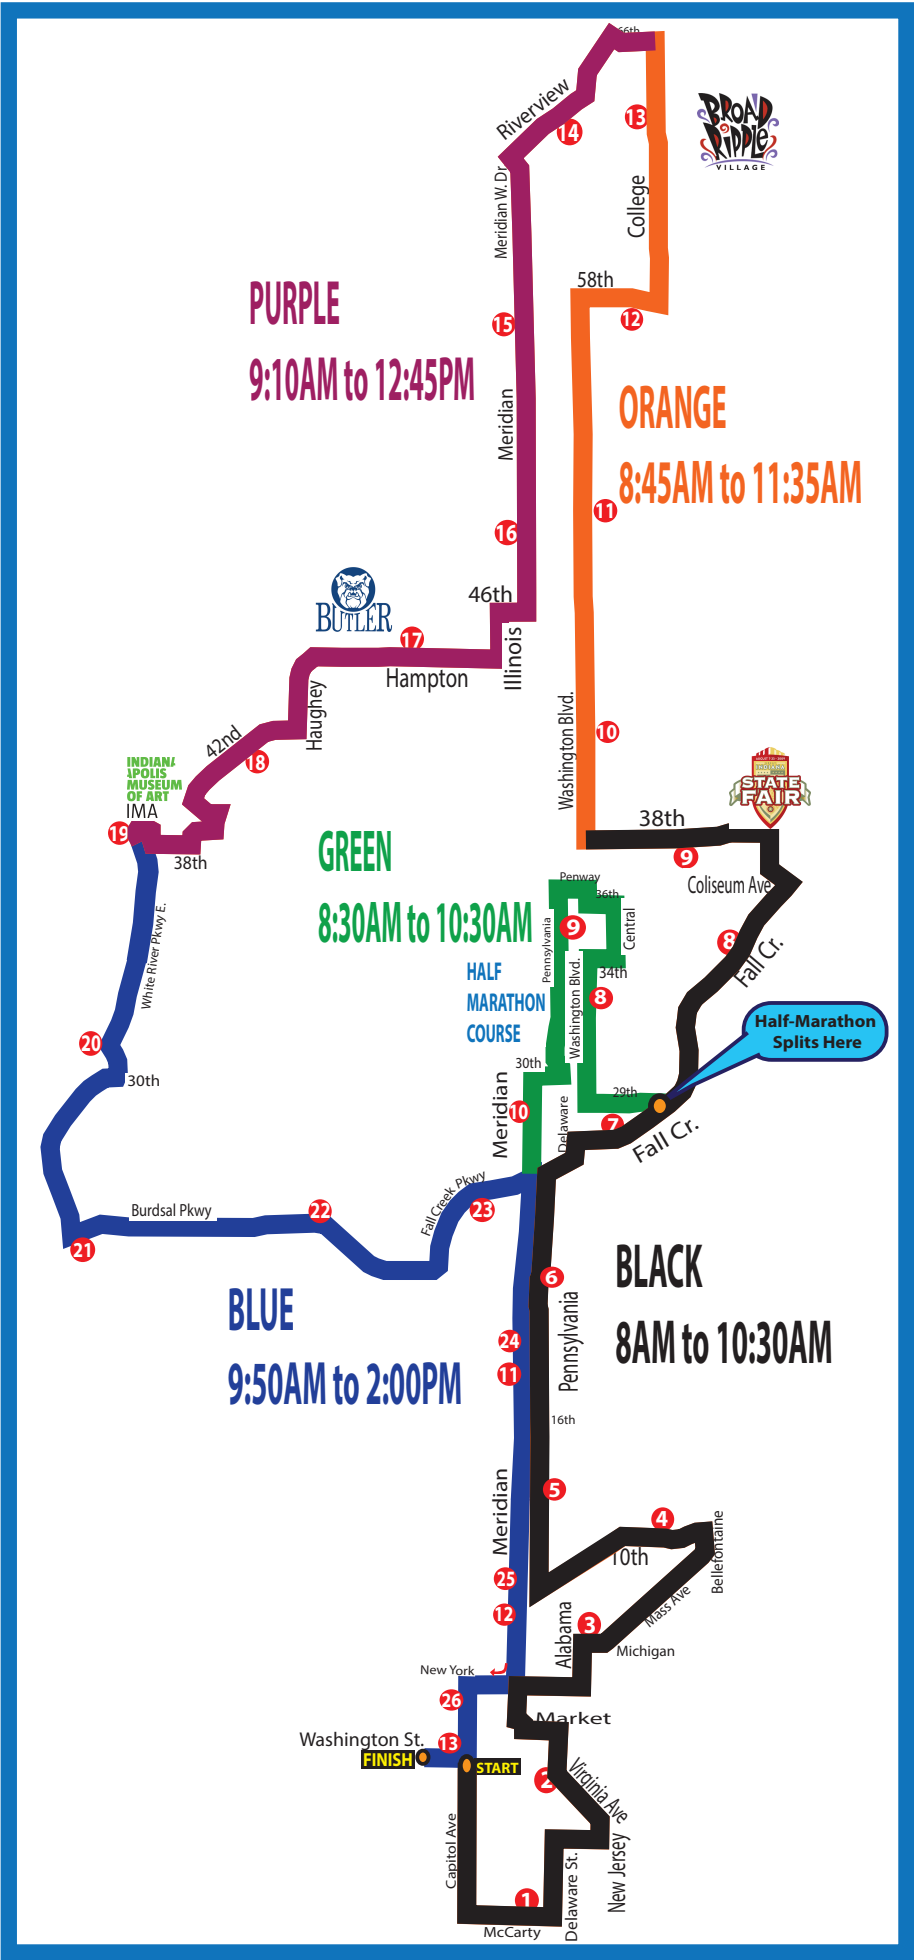 66th
Riverview
14
13
BROAD
RIPPLE
VILLAGE
Meridian W. Dr
College
58th
12
PURPLE
9:10AM to 12:45PM
15
ORANGE
8:45AM to 11:35AM
Meridian
11
16
46th
BUTLER
17
Hampton
Illinois
Haughey
42nd
18
Washington Blvd.
10
INDIANA
APOLIS
MUSEUM
OF ART
IMA
19
38th
INDIANA
STATE
FAIR
38th
9
Coliseum Ave
GREEN
8:30AM to 10:30AM
Penway
36th
Pennsylvania
9
Central
8
Fall Cr.
White River Pkwy E.
HALF
MARATHON
COURSE
Washington Blvd.
34th
8
Half-Marathon
Splits Here
20
30th
30th
Meridian
10
Delaware
29th
7
Fall Cr.
Burdsal Pkwy
22
Fall Creek Pkwy
23
21
BLUE
9:50AM to 2:00PM
BLACK
8AM to 10:30AM
6
Pennsylvania
24
11
16th
Meridian
5
4
10th
Bellefontaine
25
12
Alabama
3
Mass Ave
Michigan
New York
26
Market
Washington St.
13
FINISH
START
2
Virginia Ave
Capitol Ave
New Jersey
Delaware St.
1
McCarty